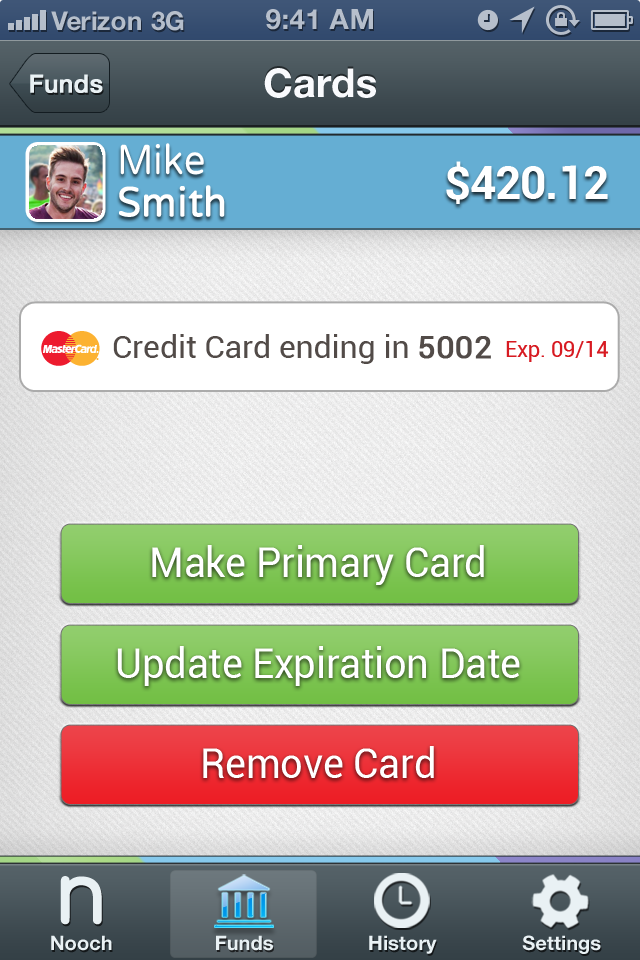 Verizon 3G 9:41 AM
Funds
Cards
Mike
Smith
$420.12
MasterCard. Credit Card ending in 5002 Exp. 09/14
Make Primary Card
Update Expiration Date
Remove Card
n
Nooch Funds History Settings